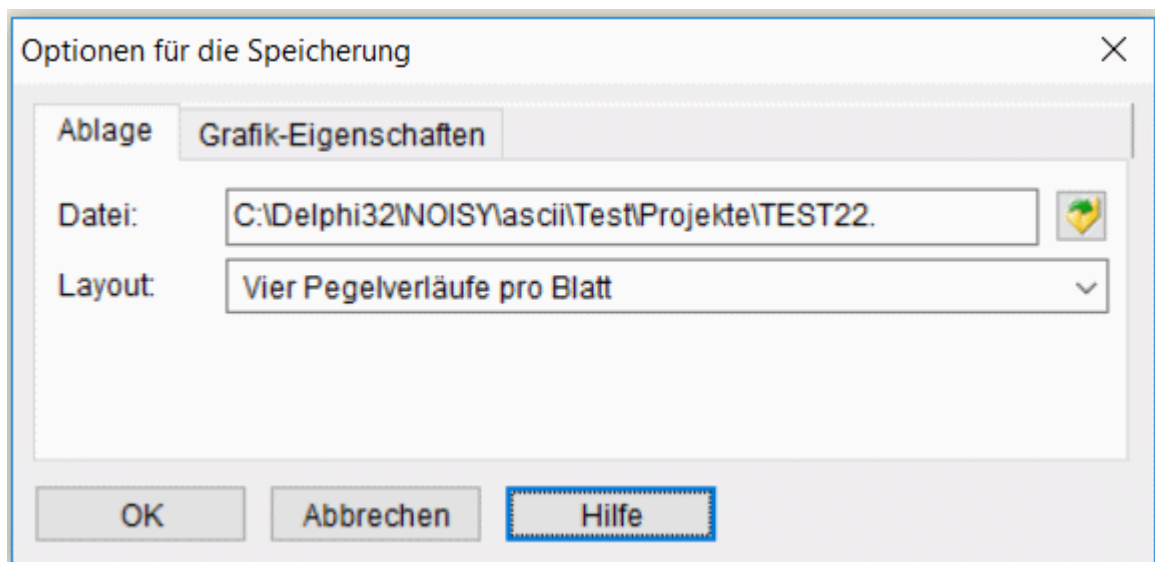 Optionen für die Speicherung
Ablage Grafik-Eigenschaften
Datei: C:\Delphi32\NOISY\ascii\Test\Projekte\TEST22.
Layout: Vier Pegelverläufe pro Blatt
OK Abbrechen Hilfe